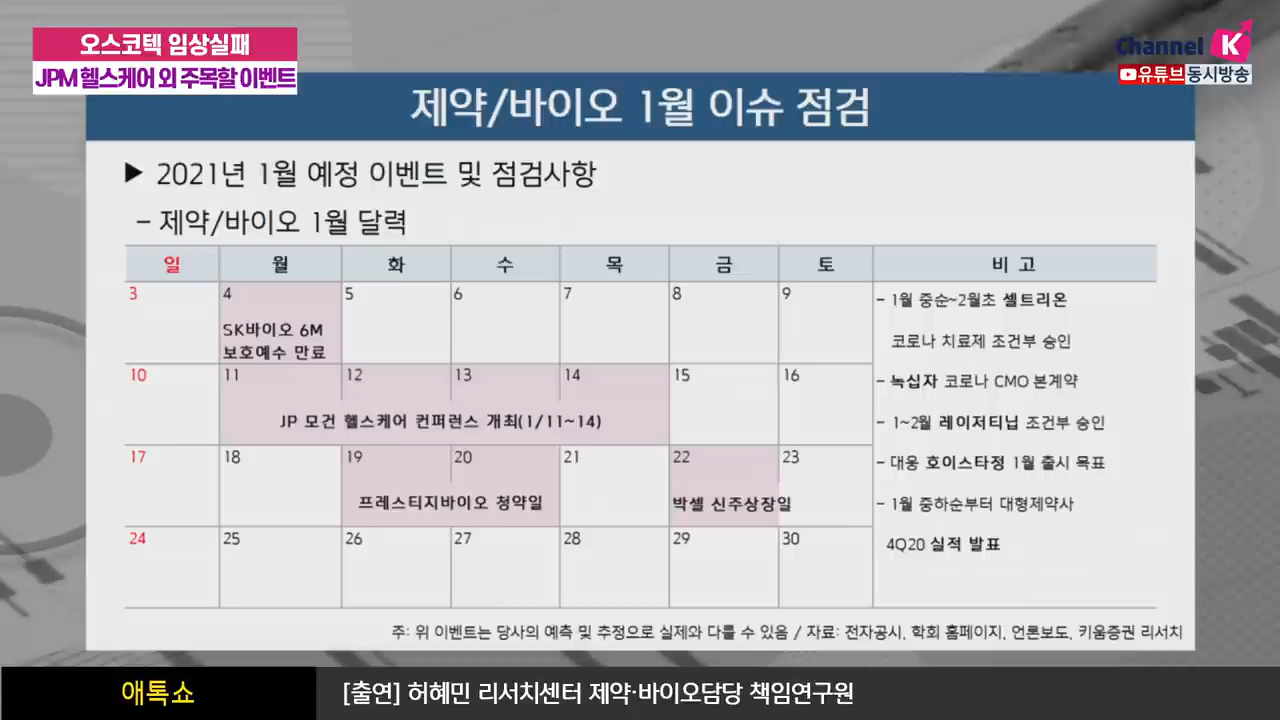 오스코텍 임상실패
JPM 헬스케어 외 주목할 이벤트
Channel K
유튜브동시방송
제약/바이오 1월 이슈 점검
▶ 2021년 1월 예정 이벤트 및 점검사항
– 제약/바이오 1월 달력
일 월 화 수 목 금 토 비 고
3 4 5 6 7 8 9
SK바이오 6M
보호예수 만료
10 11 12 13 14 15 16
JP 모건 헬스케어 컨퍼런스 개최(1/11~14)
17 18 19 20 21 22 23
프레스티지바이오 청약일
박셀 신주상장일
24 25 26 27 28 29 30
– 1월 중순~2월초 셀트리온
코로나 치료제 조건부 승인
– 녹십자 코로나 CMO 본계약
– 1~2월 레이저티닙 조건부 승인
– 대웅 호이스타정 1월 출시 목표
– 1월 중하순부터 대형제약사
4Q20 실적 발표
주: 위 이벤트는 당사의 예측 및 추정으로 실제와 다를 수 있음 / 자료: 전자공시, 학회 홈페이지, 언론보도, 키움증권 리서치
애톡쇼
[출연] 허혜민 리서치센터 제약·바이오담당 책임연구원